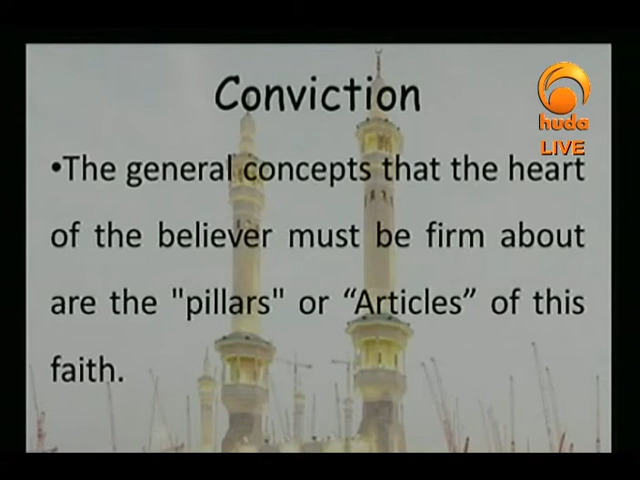 Conviction
huda
LIVE
•The general concepts that the heart
of the believer must be firm about
are the "pillars" or “Articles” of this
faith.